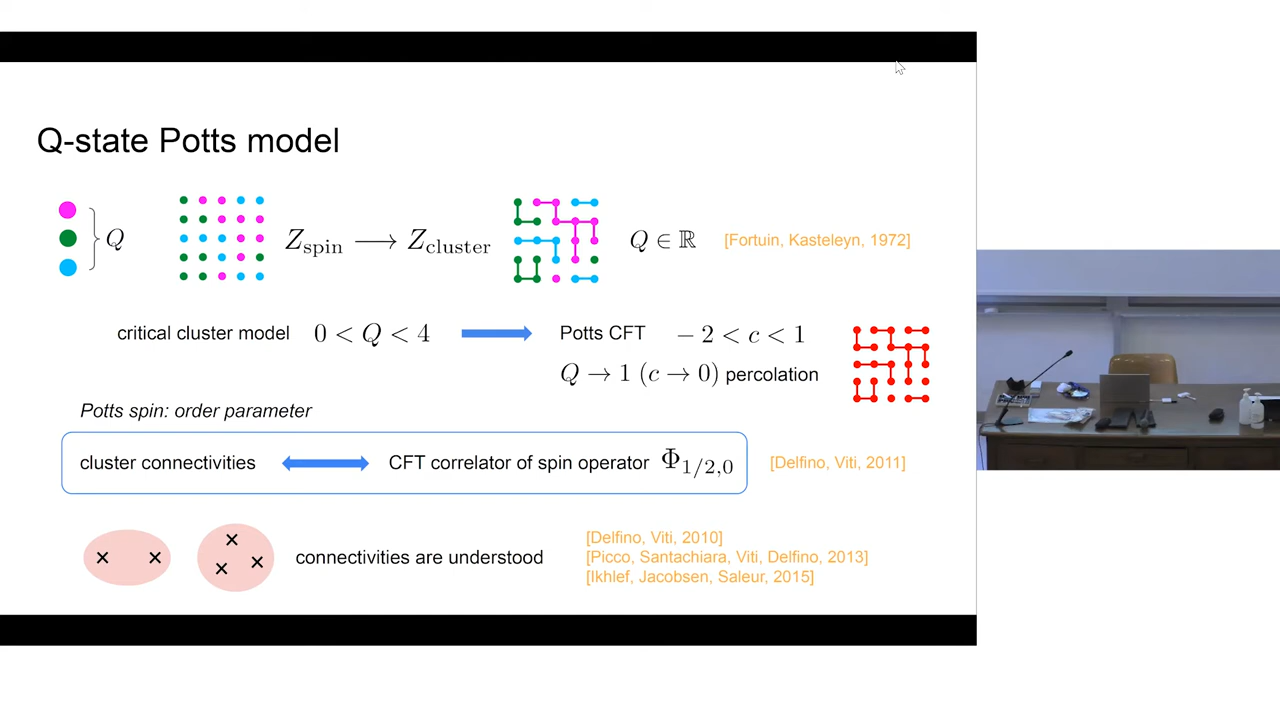 Q-state Potts model
Q
Z_spin ⟶ Z_cluster
Q ∈ ℝ
[Fortuin, Kasteleyn, 1972]
critical cluster model 0 < Q < 4
Potts CFT − 2 < c < 1
Q → 1 (c → 0) percolation
Potts spin: order parameter
cluster connectivities
CFT correlator of spin operator Φ_{1/2,0}
[Delfino, Viti, 2011]
connectivities are understood
[Delfino, Viti, 2010]
[Picco, Santachiara, Viti, Delfino, 2013]
[Ikhlef, Jacobsen, Saleur, 2015]